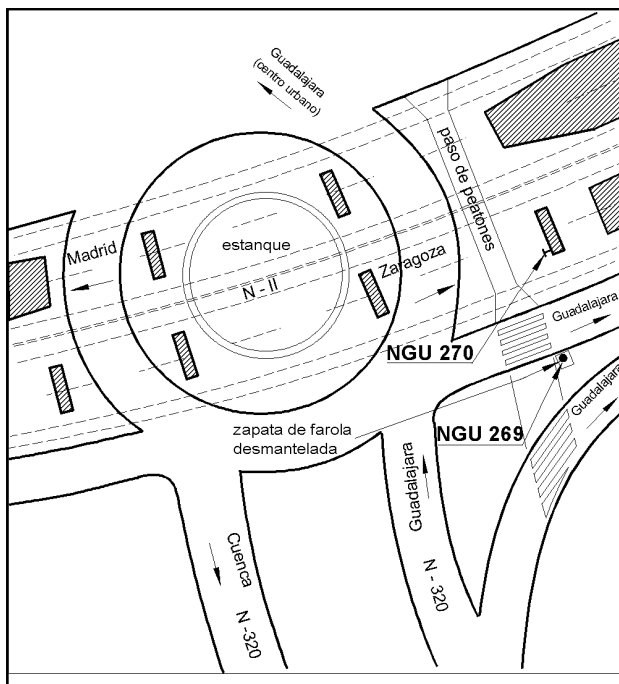 Guadalajara
(centro urbano)
paso de peatones
Madrid
estanque
Zaragoza
N - II
Guadalajara
NGU 270
Guadalajara
zapata de farola
desmantelada
NGU 269
Guadalajara
N - 320
Cuenca
N -320